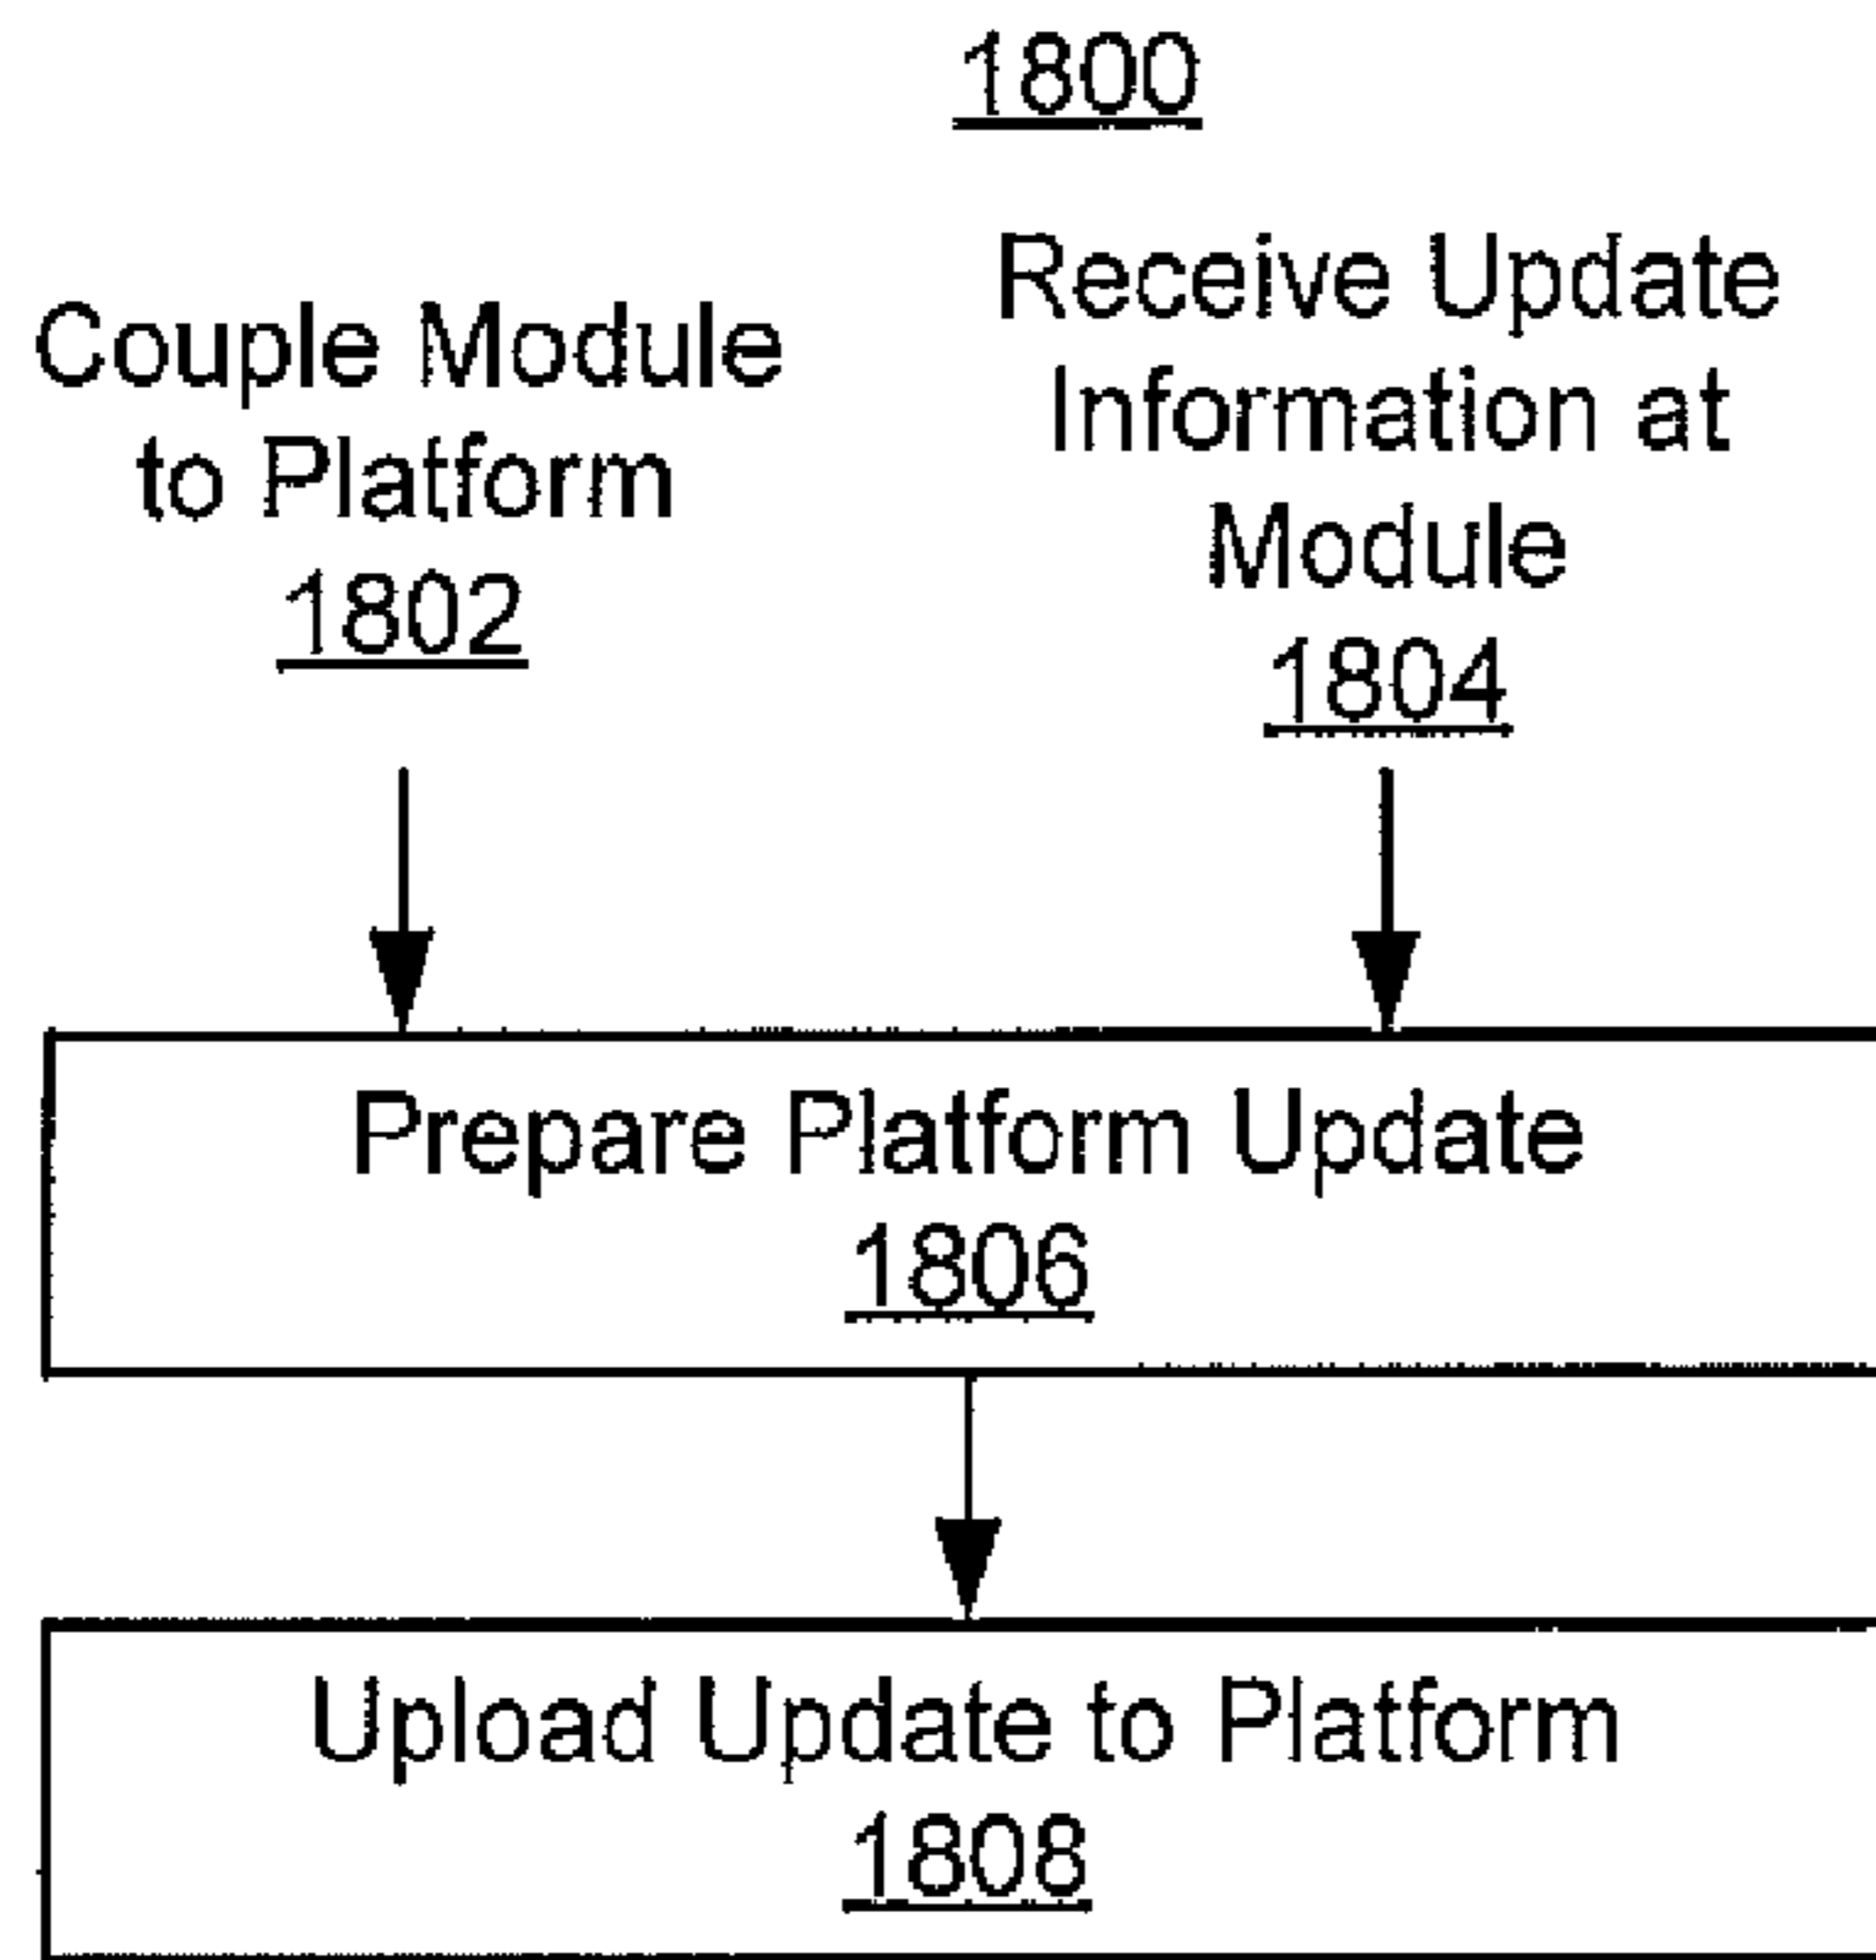 1800
Couple Module
to Platform
1802
Receive Update
Information at
Module
1804
Prepare Platform Update
1806
Upload Update to Platform
1808